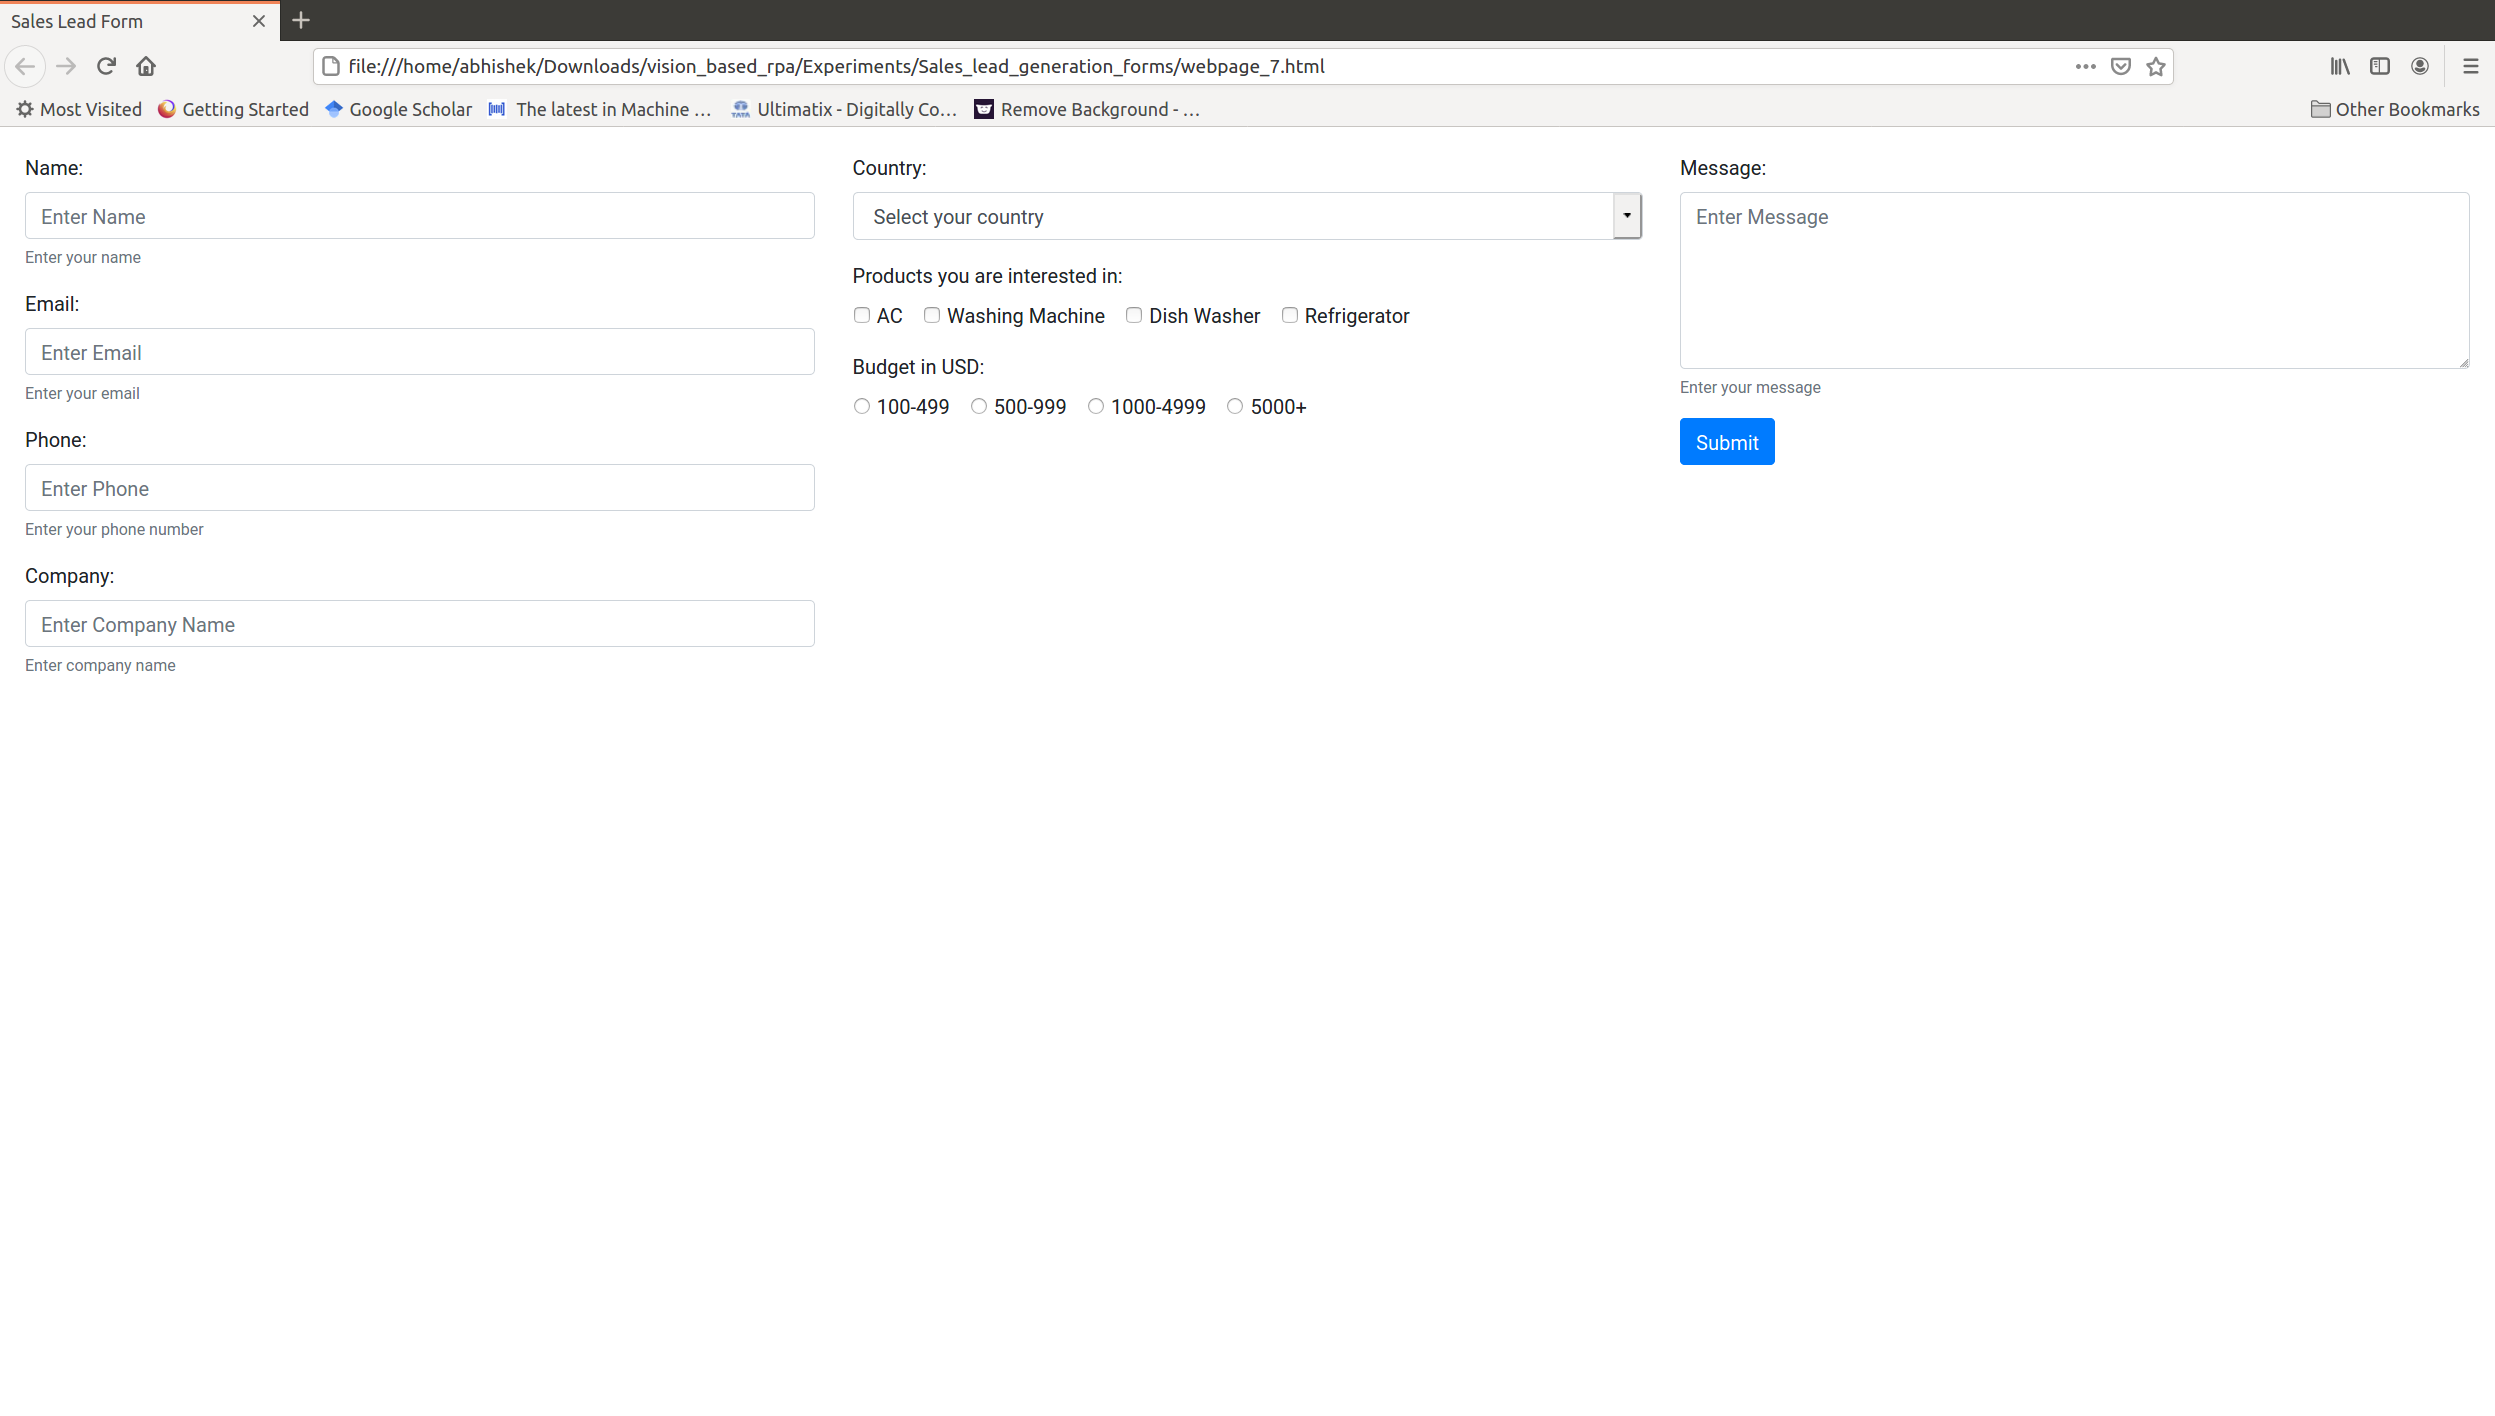 Sales Lead Form
file:///home/abhishek/Downloads/vision_based_rpa/Experiments/Sales_lead_generation_forms/webpage_7.html
Most Visited Getting Started Google Scholar The latest in Machine ... Ultimatix - Digitally Co... Remove Background - ... Other Bookmarks
Name:
Enter Name
Enter your name
Email:
Enter Email
Enter your email
Phone:
Enter Phone
Enter your phone number
Company:
Enter Company Name
Enter company name
Country:
Select your country
Products you are interested in:
AC Washing Machine Dish Washer Refrigerator
Budget in USD:
100-499 500-999 1000-4999 5000+
Message:
Enter Message
Enter your message
Submit